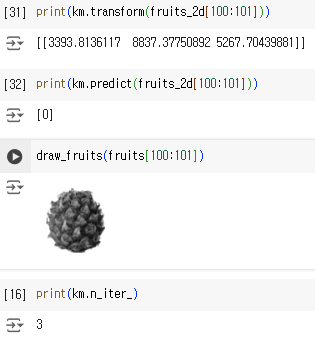 [31] print(km.transform(fruits_2d[100:101]))
[[3393.8136117  8837.37750892 5267.70439881]]
[32] print(km.predict(fruits_2d[100:101]))
[0]
draw_fruits(fruits[100:101])
[16] print(km.n_iter_)
3